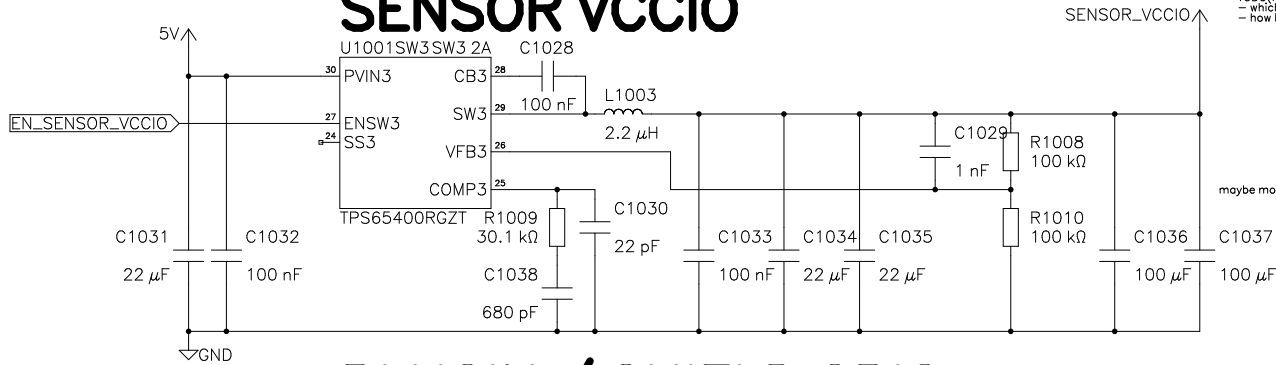 SENSOR VCCIO
SENSOR_VCCIO
– which
– how
5V
U1001SW3 SW3 2A
C1028
30
PVIN3
CB3
28
100 nF
L1003
2.2 μH
EN_SENSOR_VCCIO
27
ENSW3
SW3
29
24
SS3
VFB3
26
C1029
1 nF
R1008
100 kΩ
COMP3
25
TPS65400RGZT
R1009
30.1 kΩ
C1030
22 pF
maybe mo
R1010
100 kΩ
C1031
22 μF
C1032
100 nF
C1038
680 pF
C1033
100 nF
C1034
22 μF
C1035
22 μF
C1036
100 μF
C1037
100 μF
GND